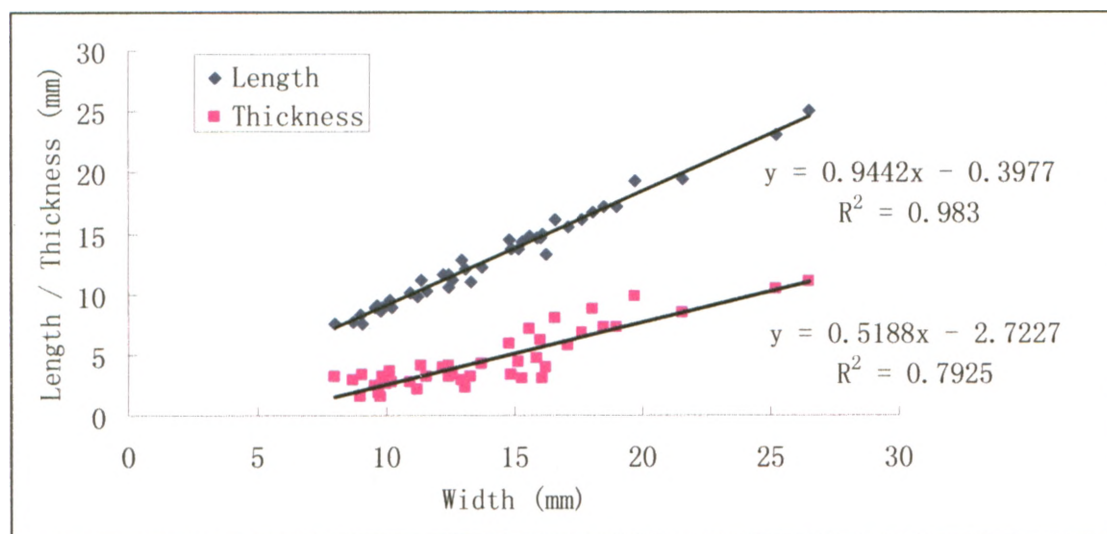 30
25
20
15
10
5
0
Length / Thickness (mm)
Length
Thickness
y = 0.9442x - 0.3977
R² = 0.983
y = 0.5188x - 2.7227
R² = 0.7925
0 5 10 15 20 25 30
Width (mm)